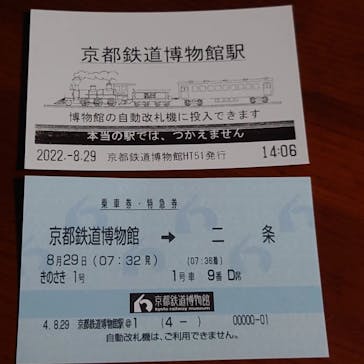 京都鉄道博物館駅
博物館の自動改札機に投入できます
本当の駅では、つかえません
2022.-8.29 京都鉄道博物館HT51発行 14:06
乗車券・特急券
京都鉄道博物館 → 二条
8月29日 (07:32発) (07:38着)
きのさき 1号 1号車 9番 D席
京都鉄道博物館
kyoto railway museum
4.8.29 京都鉄道博物館駅@1 (4-) 00000-01
自動改札機は、ご利用できません。